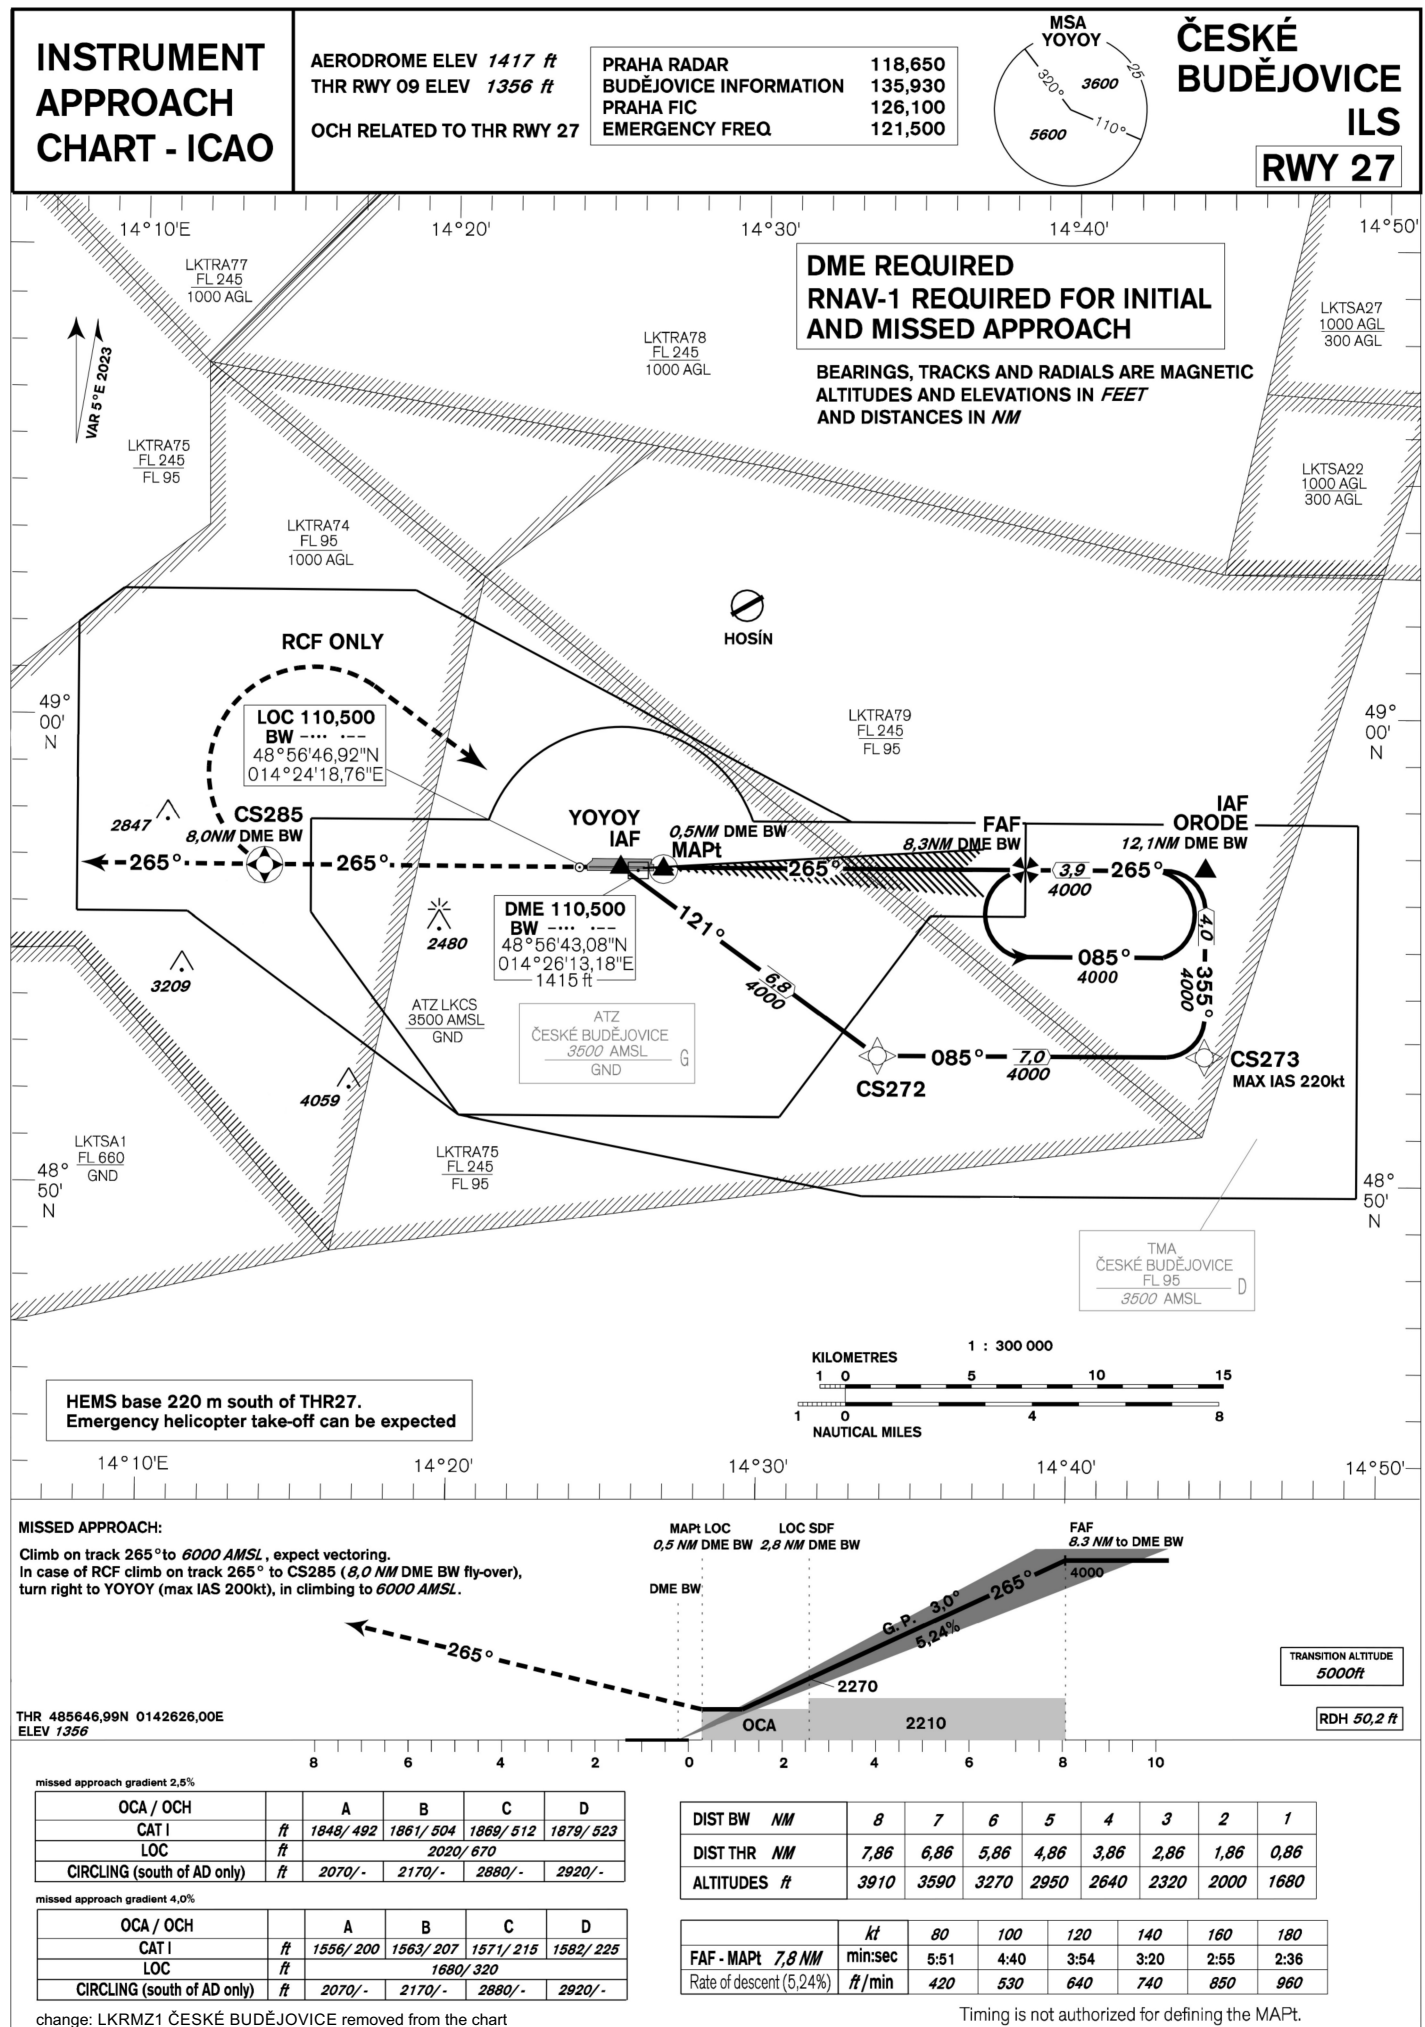 INSTRUMENT
APPROACH
CHART - ICAO
AERODROME ELEV 1417 ft
THR RWY 09 ELEV 1356 ft
OCH RELATED TO THR RWY 27
PRAHA RADAR 118,650
BUDĚJOVICE INFORMATION 135,930
PRAHA FIC 126,100
EMERGENCY FREQ 121,500
MSA
YOYOY
25
320°
3600
110°
5600
ČESKÉ
BUDĚJOVICE
ILS
RWY 27
14°10'E 14°20' 14°30' 14°40' 14°50'
LKTRA77
FL 245
1000 AGL
DME REQUIRED
RNAV-1 REQUIRED FOR INITIAL
AND MISSED APPROACH
LKTSA27
1000 AGL
300 AGL
LKTRA78
FL 245
1000 AGL
VAR 5°E 2023
BEARINGS, TRACKS AND RADIALS ARE MAGNETIC
ALTITUDES AND ELEVATIONS IN FEET
AND DISTANCES IN NM
LKTRA75
FL 245
FL 95
LKTSA22
1000 AGL
300 AGL
LKTRA74
FL 95
1000 AGL
HOSÍN
RCF ONLY
49°
00'
N
LOC 110,500
BW –··· ·––
48°56'46,92"N
014°24'18,76"E
LKTRA79
FL 245
FL 95
49°
00'
N
2847
CS285
8,0NM DME BW
YOYOY
IAF
0,5NM DME BW
MAPt
FAF
8,3NM DME BW
IAF
ORODE
12,1NM DME BW
265°
265°
265°
3,9
4000
265°
4,0
355°
4000
085°
4000
121°
6,8
4000
2480
DME 110,500
BW –··· ·––
48°56'43,08"N
014°26'13,18"E
1415 ft
3209
ATZ LKCS
3500 AMSL
GND
ATZ
ČESKÉ BUDĚJOVICE
3500 AMSL
GND
G
4059
CS272
085°
7,0
4000
CS273
MAX IAS 220kt
LKTSA1
FL 660
GND
48°
50'
N
LKTRA75
FL 245
FL 95
48°
50'
N
TMA
ČESKÉ BUDĚJOVICE
FL 95
3500 AMSL
D
1 : 300 000
KILOMETRES
1 0 5 10 15
1 0 4 8
NAUTICAL MILES
HEMS base 220 m south of THR27.
Emergency helicopter take-off can be expected
14°10'E 14°20' 14°30' 14°40' 14°50'
MISSED APPROACH:
Climb on track 265° to 6000 AMSL, expect vectoring.
In case of RCF climb on track 265° to CS285 (8,0 NM DME BW fly-over),
turn right to YOYOY (max IAS 200kt), in climbing to 6000 AMSL.
MAPt LOC
0,5 NM DME BW
LOC SDF
2,8 NM DME BW
FAF
8.3 NM to DME BW
DME BW
4000
265°
G. P. 3,0°
5,24%
265°
2270
TRANSITION ALTITUDE
5000ft
THR 485646,99N 0142626,00E
ELEV 1356
OCA
2210
RDH 50,2 ft
8 6 4 2 0 2 4 6 8 10
missed approach gradient 2,5%
OCA / OCH A B C D
CAT I ft 1848/ 492 1861/ 504 1869/ 512 1879/ 523
LOC ft 2020/ 670
CIRCLING (south of AD only) ft 2070/ - 2170/ - 2880/ - 2920/ -
missed approach gradient 4,0%
OCA / OCH A B C D
CAT I ft 1556/ 200 1563/ 207 1571/ 215 1582/ 225
LOC ft 1680/ 320
CIRCLING (south of AD only) ft 2070/ - 2170/ - 2880/ - 2920/ -
DIST BW NM 8 7 6 5 4 3 2 1
DIST THR NM 7,86 6,86 5,86 4,86 3,86 2,86 1,86 0,86
ALTITUDES ft 3910 3590 3270 2950 2640 2320 2000 1680
kt 80 100 120 140 160 180
FAF - MAPt 7,8 NM min:sec 5:51 4:40 3:54 3:20 2:55 2:36
Rate of descent (5,24%) ft/min 420 530 640 740 850 960
change: LKRMZ1 ČESKÉ BUDĚJOVICE removed from the chart
Timing is not authorized for defining the MAPt.